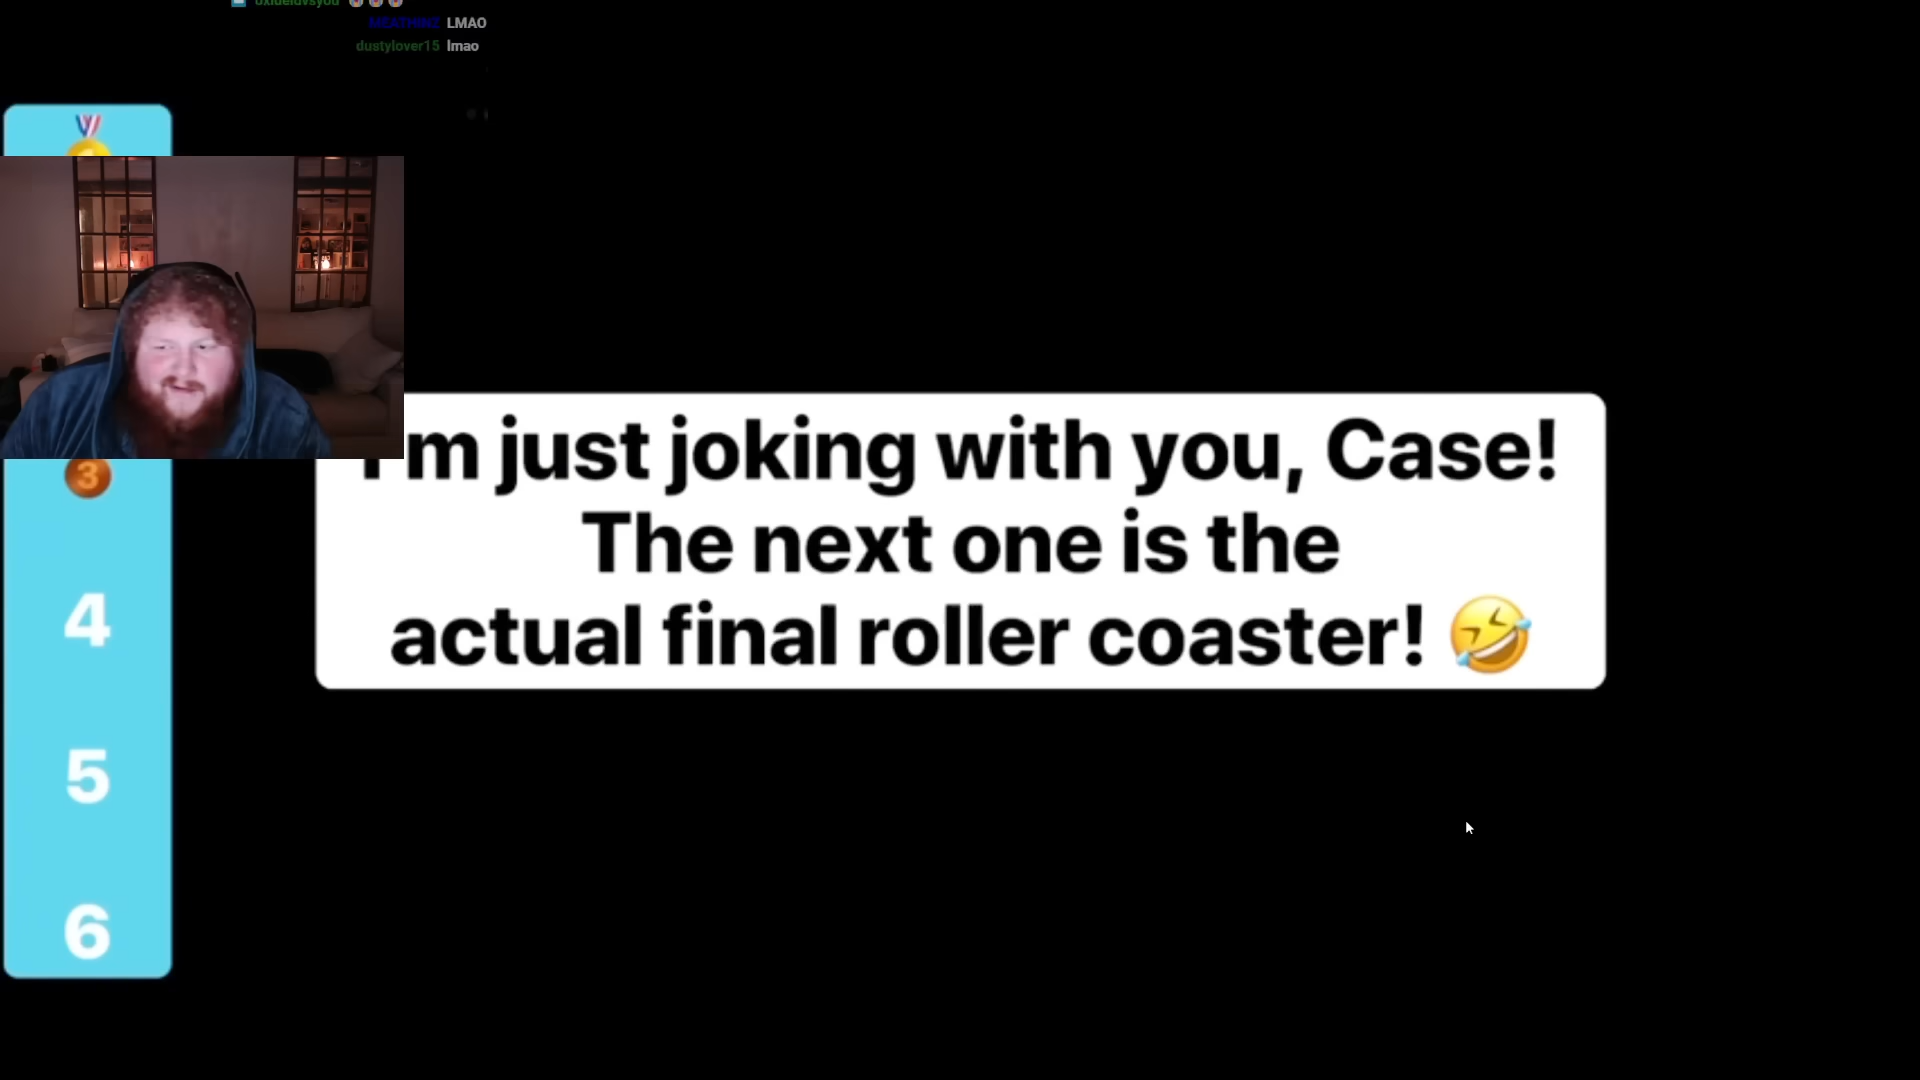 MEATHINZ LMAO
dustylover15 lmao
'm just joking with you, Case!
The next one is the
actual final roller coaster! 🤣
3
4
5
6